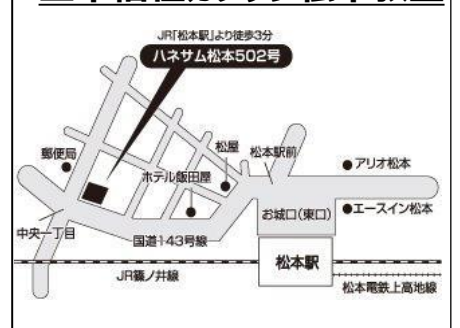 JR「松本駅」より徒歩3分
ハネサム松本502号
郵便局
松屋
松本駅前
アリオ松本
ホテル飯田屋
お城口(東口)
エースイン松本
中央一丁目
国道143号線
松本駅
JR篠ノ井線
松本電鉄上高地線